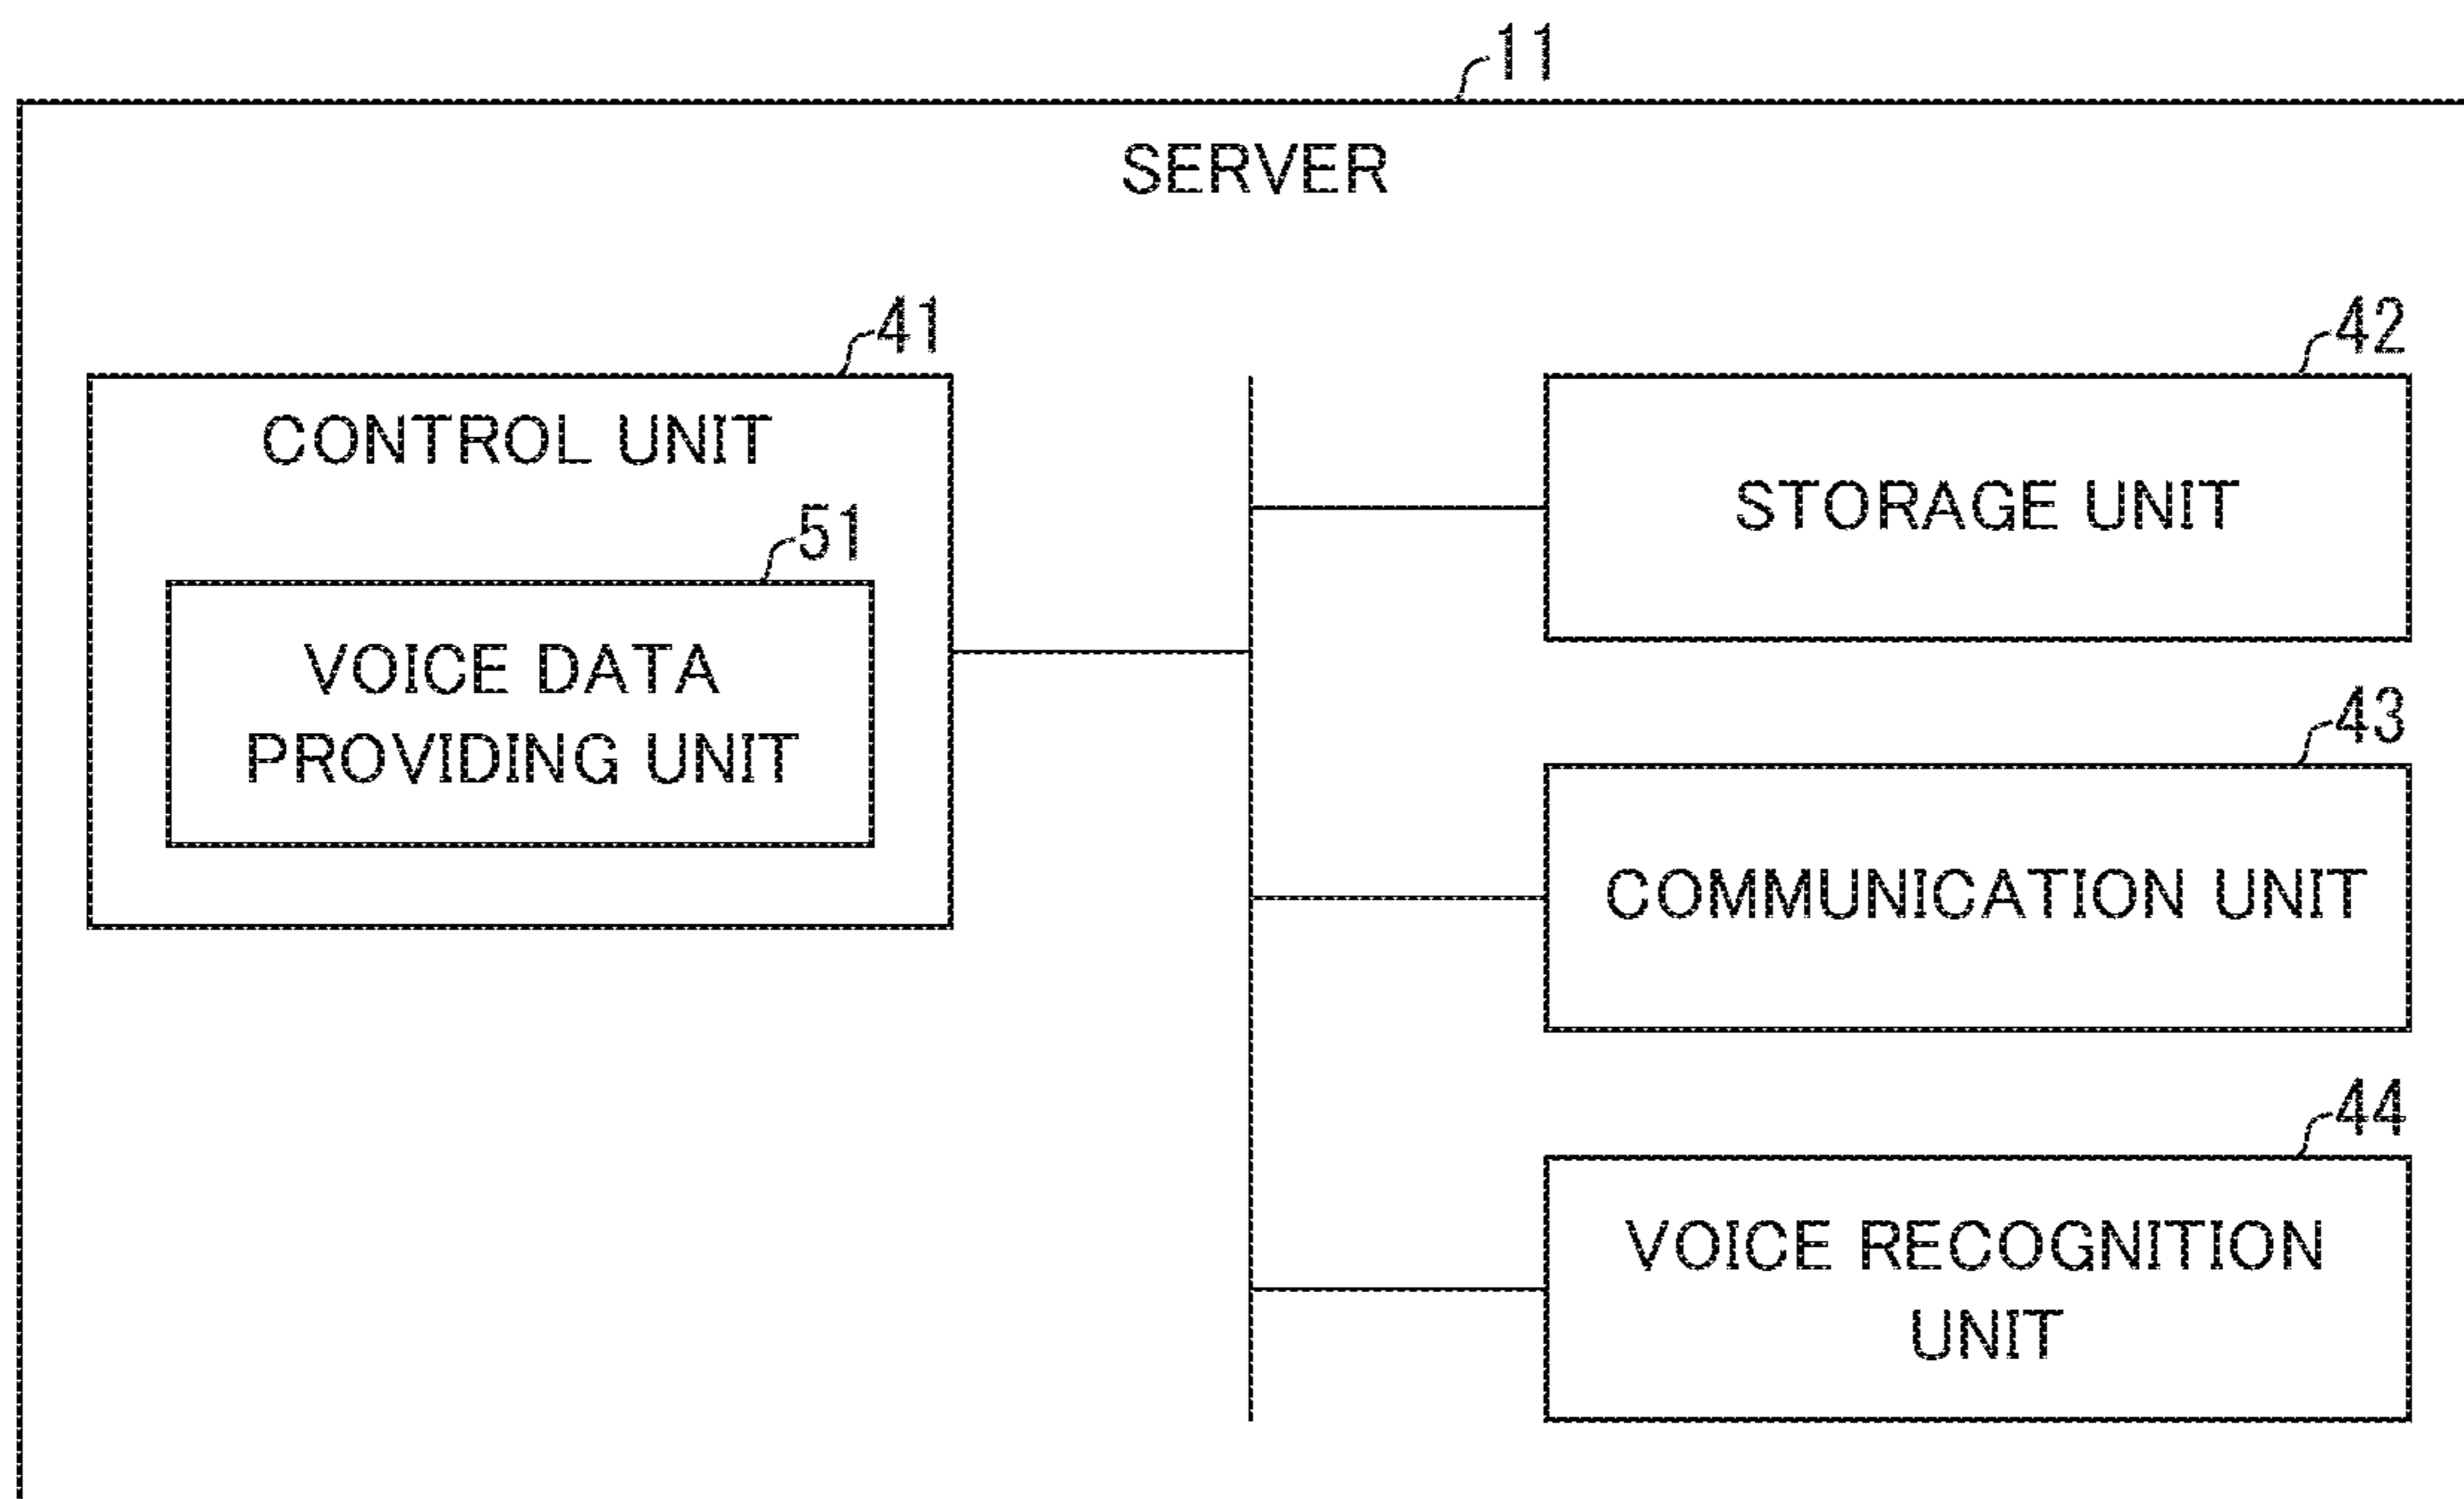 11
SERVER
41
CONTROL UNIT
51
VOICE DATA
PROVIDING UNIT
42
STORAGE UNIT
43
COMMUNICATION UNIT
44
VOICE RECOGNITION
UNIT